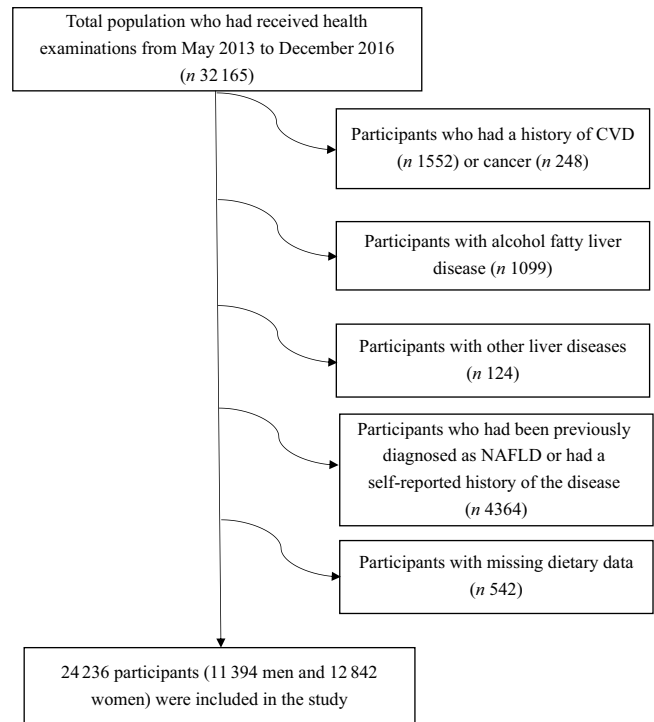 Total population who had received health
examinations from May 2013 to December 2016
(n 32 165)
Participants who had a history of CVD
(n 1552) or cancer (n 248)
Participants with alcohol fatty liver
disease (n 1099)
Participants with other liver diseases
(n 124)
Participants who had been previously
diagnosed as NAFLD or had a
self-reported history of the disease
(n 4364)
Participants with missing dietary data
(n 542)
24 236 participants (11 394 men and 12 842
women) were included in the study